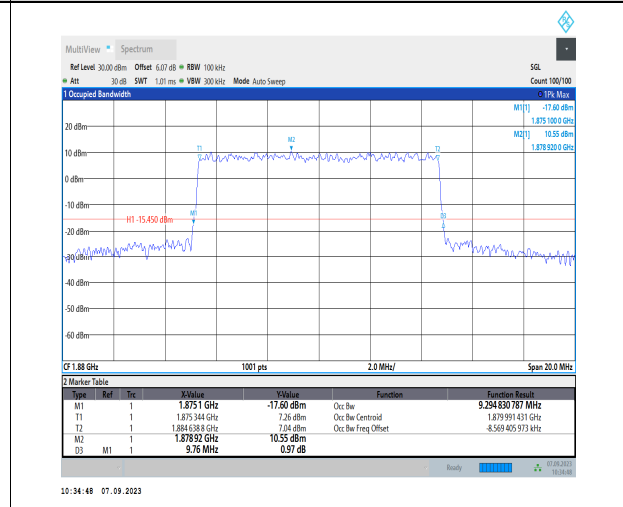 MultiView Spectrum
Ref Level 30.00 dBm Offset 6.07 dB RBW 100 kHz SGL
Att 30 dB SWT 1.01 ms VBW 300 kHz Mode Auto Sweep Count 100/100
1 Occupied Bandwidth 1Pk Max
M1[1] -17.60 dBm
1.875 100 0 GHz
M2[1] 10.55 dBm
1.878 920 0 GHz
20 dBm
T1 M2 T2
10 dBm
0 dBm
-10 dBm
M1 D3
H1 -15.450 dBm
-20 dBm
-30 dBm
-40 dBm
-50 dBm
-60 dBm
CF 1.88 GHz 1001 pts 2.0 MHz/ Span 20.0 MHz
2 Marker Table
Type Ref Trc X-Value Y-Value Function Function Result
M1 1 1.8751 GHz -17.60 dBm Occ Bw 9.294 830 787 MHz
T1 1 1.875 344 GHz 7.26 dBm Occ Bw Centroid 1.879 991 431 GHz
T2 1 1.884 638 8 GHz 7.04 dBm Occ Bw Freq Offset -8.569 405 973 kHz
M2 1 1.878 92 GHz 10.55 dBm
D3 M1 1 9.76 MHz 0.97 dB
Ready 07.09.2023
10:34:48
10:34:48 07.09.2023